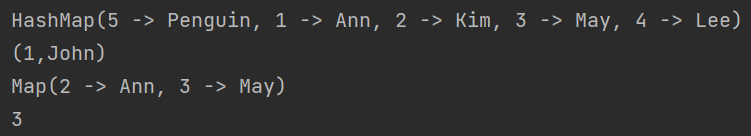 HashMap(5 -> Penguin, 1 -> Ann, 2 -> Kim, 3 -> May, 4 -> Lee)
(1,John)
Map(2 -> Ann, 3 -> May)
3